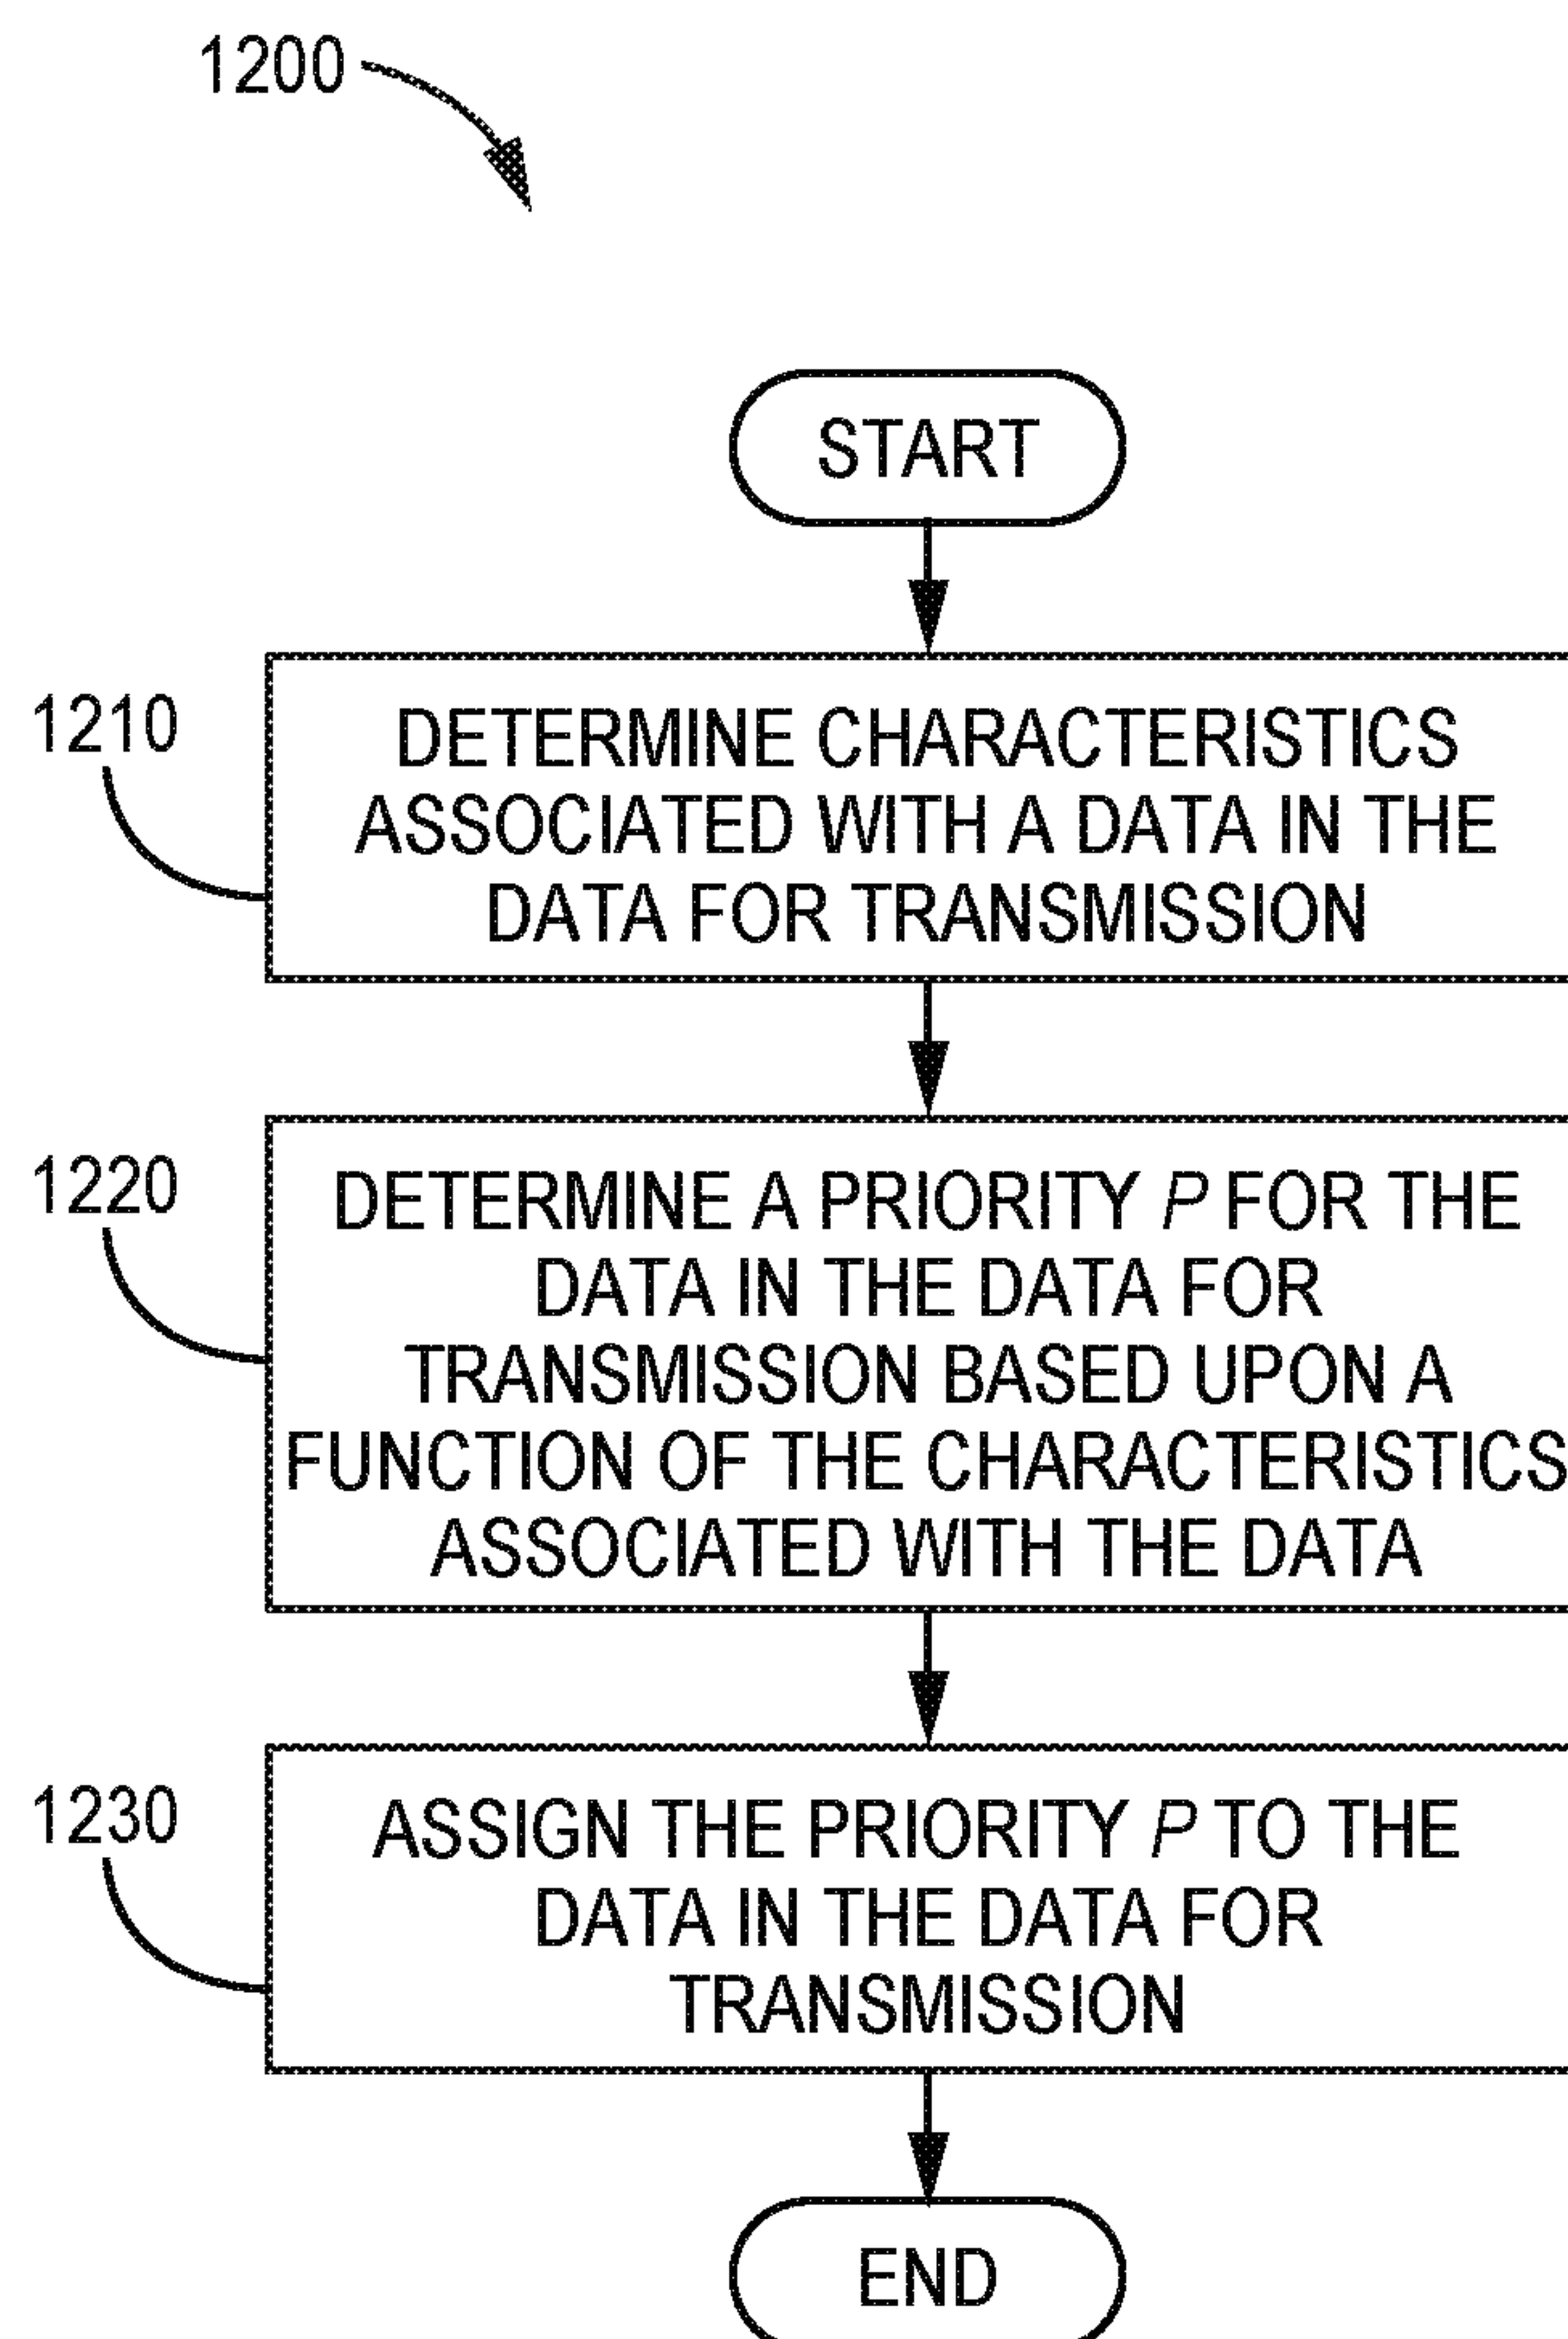 1200
START
1210
DETERMINE CHARACTERISTICS
ASSOCIATED WITH A DATA IN THE
DATA FOR TRANSMISSION
1220
DETERMINE A PRIORITY P FOR THE
DATA IN THE DATA FOR
TRANSMISSION BASED UPON A
FUNCTION OF THE CHARACTERISTICS
ASSOCIATED WITH THE DATA
1230
ASSIGN THE PRIORITY P TO THE
DATA IN THE DATA FOR
TRANSMISSION
END